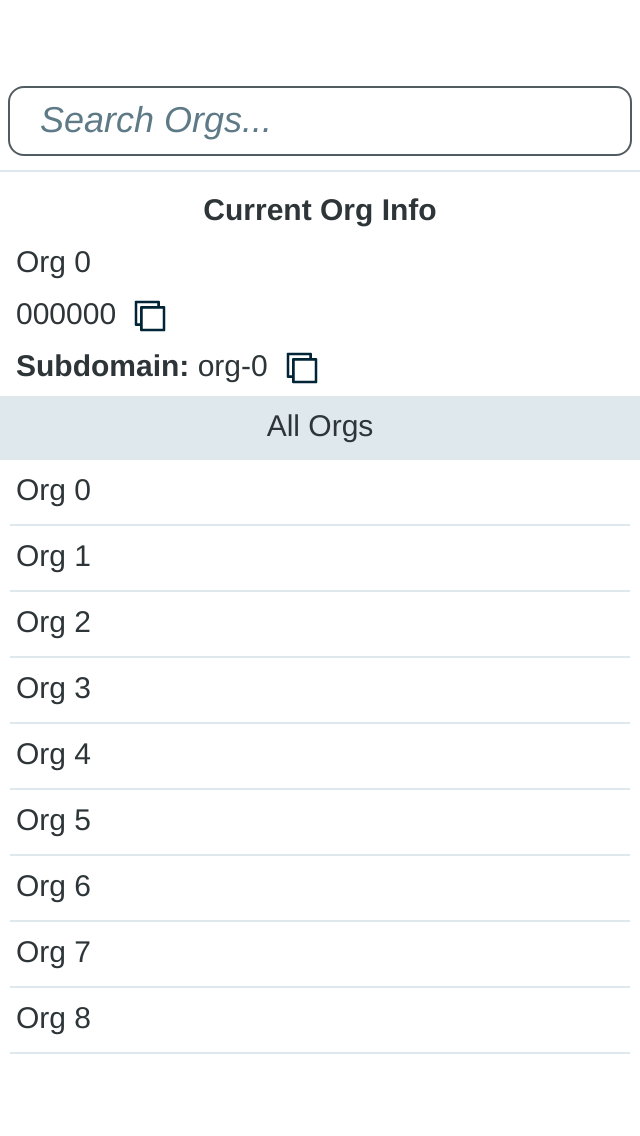 Search Orgs...
Current Org Info
Org 0
000000
Subdomain: org-0
All Orgs
Org 0
Org 1
Org 2
Org 3
Org 4
Org 5
Org 6
Org 7
Org 8